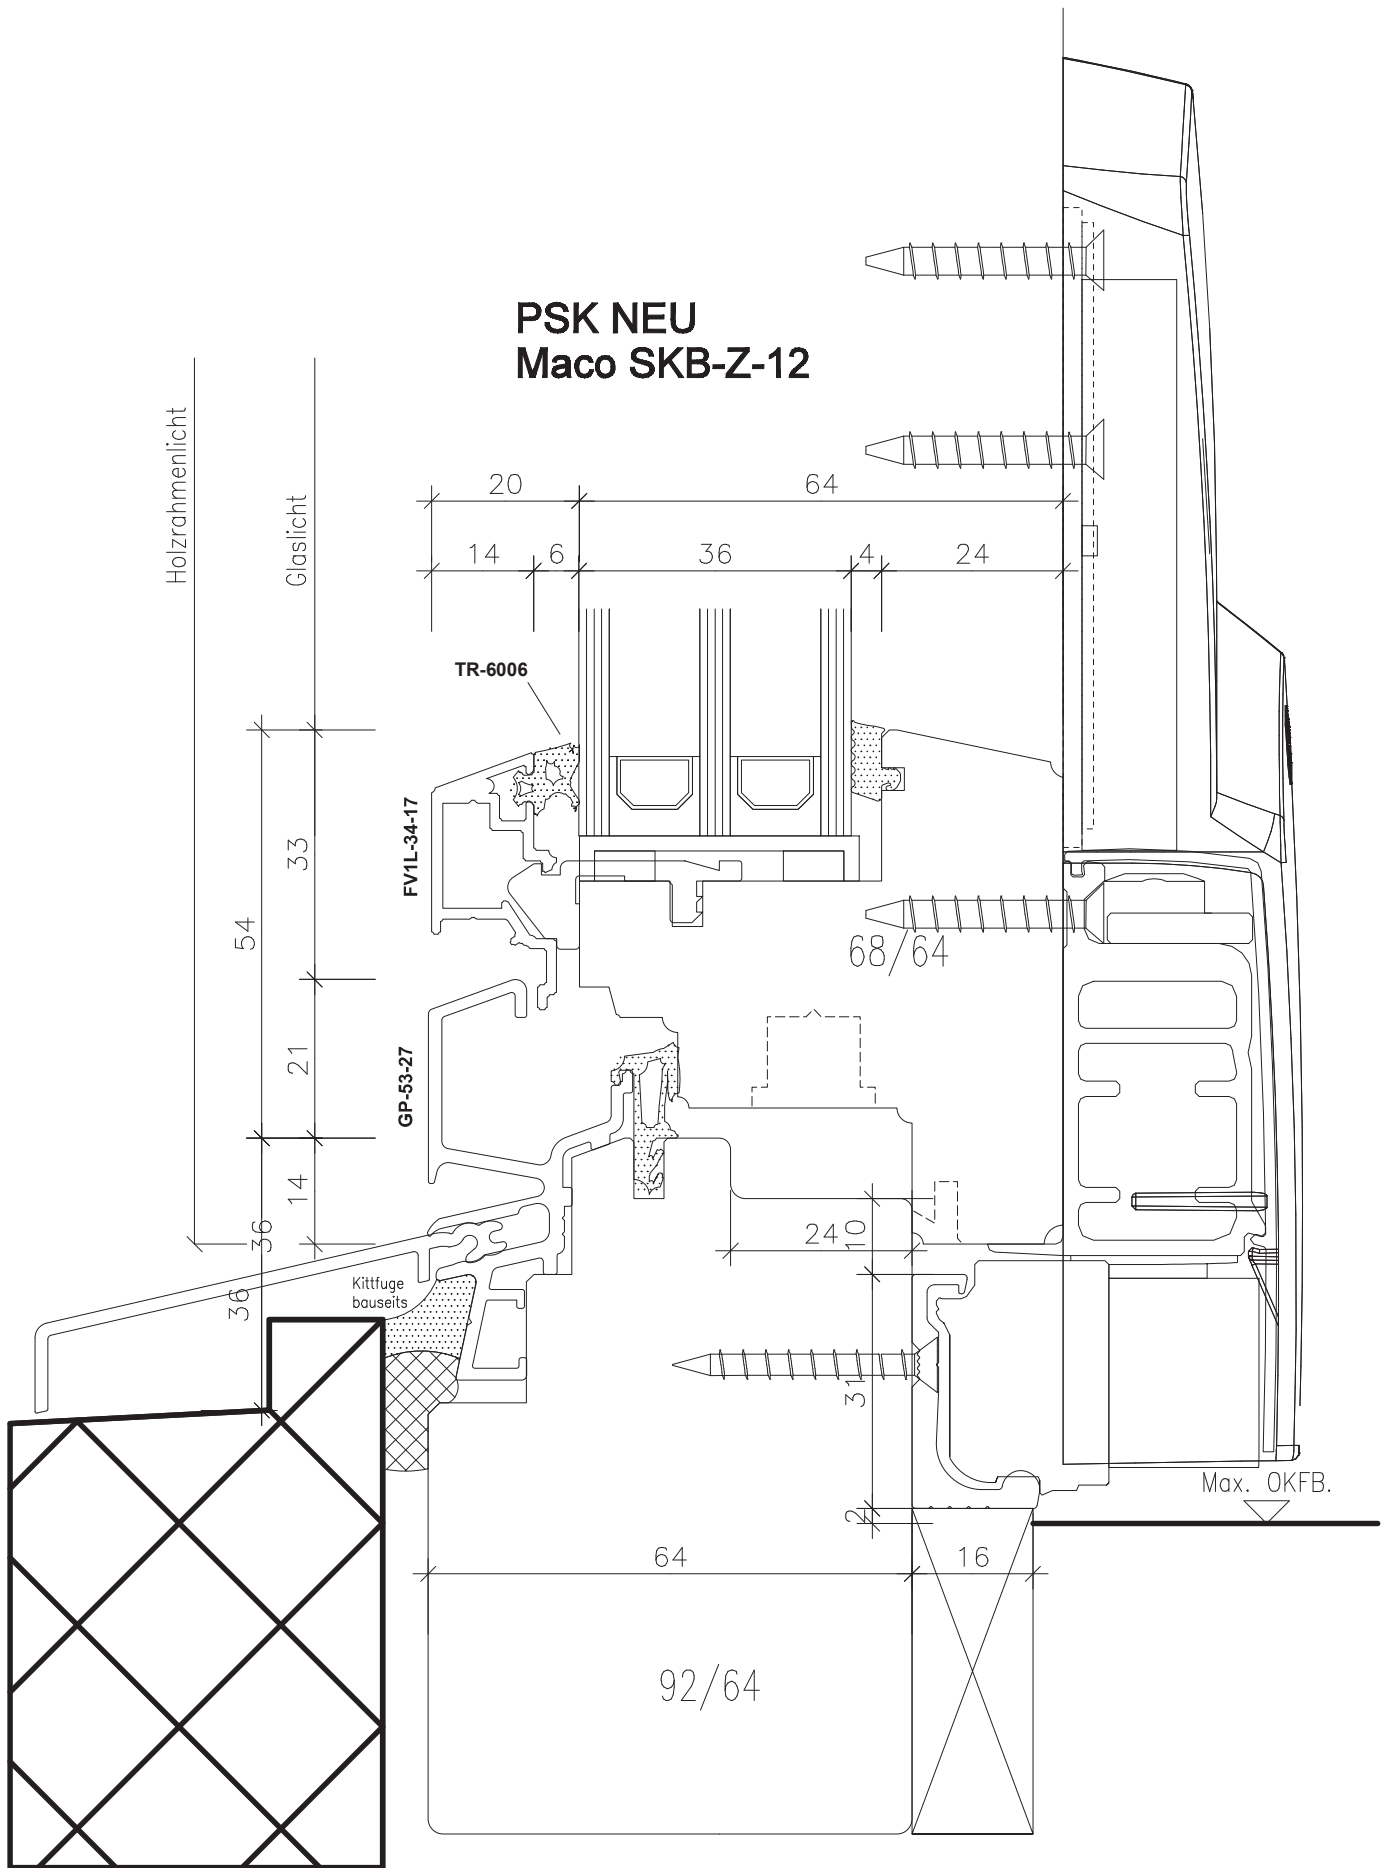 PSK NEU
Maco SKB-Z-12
Holzrahmenlicht
Glaslicht
20
64
14
6
36
4
24
TR-6006
FV1L-34-17
33
54
68/64
GP-53-27
21
14
36
24
10
36
Kittfuge
bauseits
31
2
Max. OKFB.
64
16
92/64